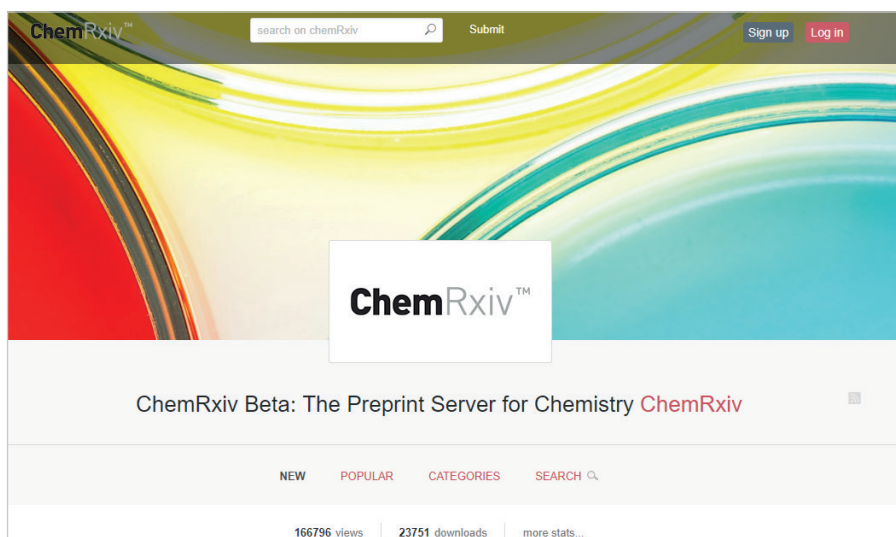 ChemRxiv™ search on chemRxiv Submit Sign up Log in
ChemRxiv™
ChemRxiv Beta: The Preprint Server for Chemistry ChemRxiv
NEW POPULAR CATEGORIES SEARCH
166796 views 23751 downloads more stats...